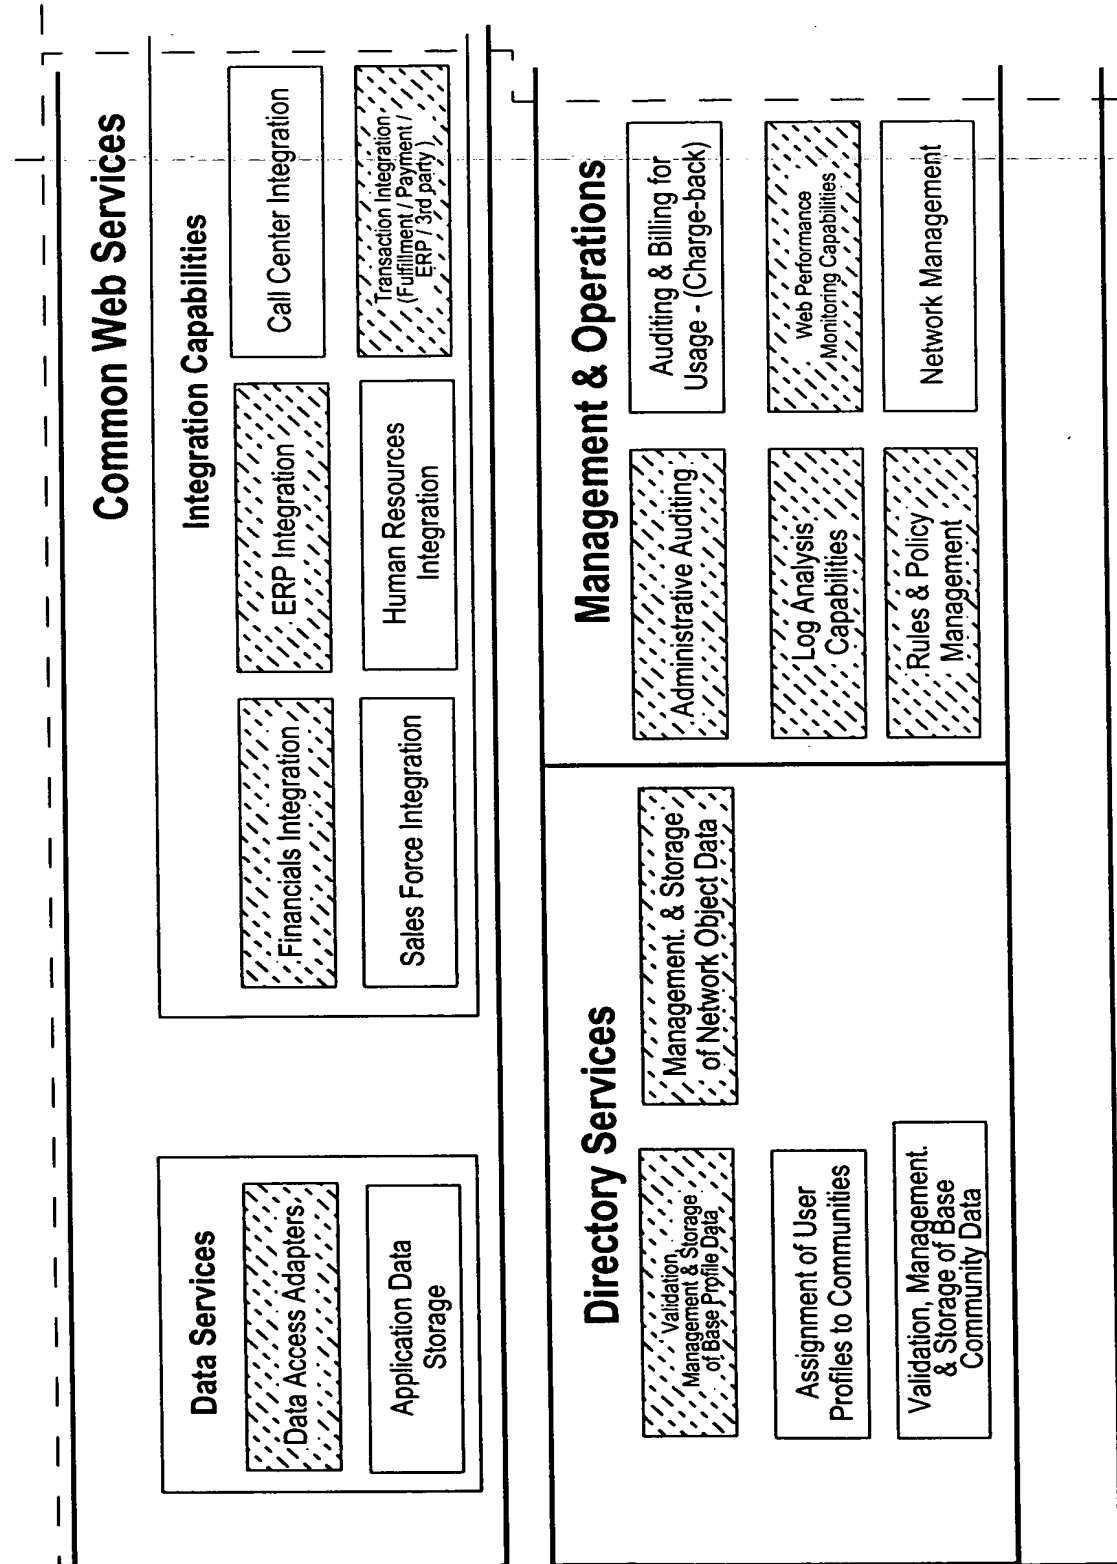 Common Web Services
Data Services
Data Access Adapters
Application Data
Storage
Integration Capabilities
Financials Integration
ERP Integration
Call Center Integration
Sales Force Integration
Human Resources
Integration
Transaction Integration
(Fulfillment / Payment /
ERP / 3rd party )
Directory Services
Validation,
Management & Storage
of Base Profile Data
Management. & Storage
of Network Object Data
Assignment of User
Profiles to Communities
Validation, Management.
& Storage of Base
Community Data
Management & Operations
Administrative Auditing
Auditing & Billing for
Usage - (Charge-back)
Log Analysis
Capabilities
Web Performance
Monitoring Capabilities
Rules & Policy
Management
Network Management